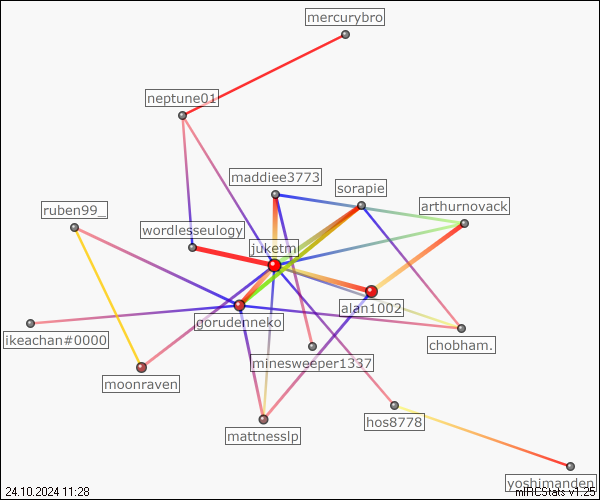 mercurybro
neptune01
maddiee3773
sorapie
ruben99_
arthurnovack
wordlesseulogy
juketml
alan1002
gorudenneko
ikeachan#0000
chobham.
minesweeper1337
moonraven
hos8778
mattnesslp
yoshimanden
24.10.2024 11:28
mIRCStats v1.25